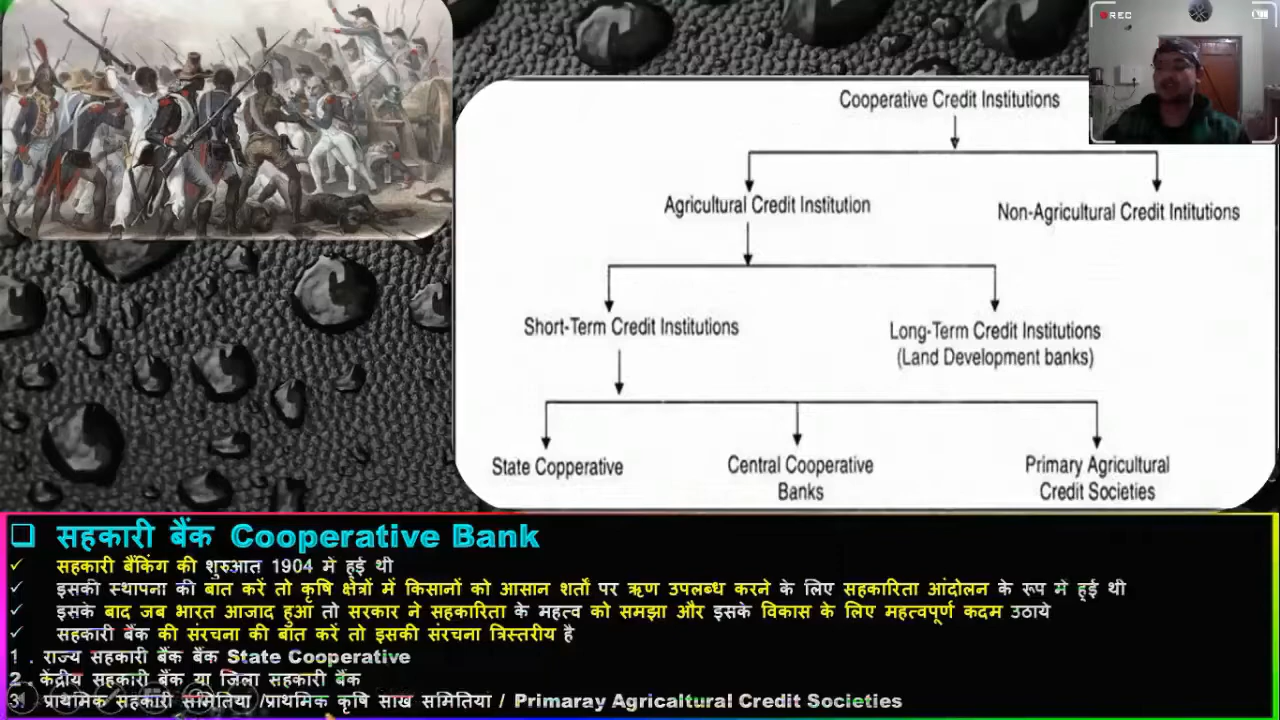 REC
Cooperative Credit Institutions
Agricultural Credit Institution
Non-Agricultural Credit Intitutions
Short-Term Credit Institutions
Long-Term Credit Institutions
(Land Development banks)
State Copperative
Central Cooperative
Banks
Primary Agricultural
Credit Societies
❑ सहकारी बैंक Cooperative Bank
✓ सहकारी बैंकिंग की शुरुआत 1904 में हुई थी
✓ इसकी स्थापना की बात करें तो कृषि क्षेत्रों में किसानों को आसान शर्तों पर ऋण उपलब्ध करने के लिए सहकारिता आंदोलन के रूप में हुई थी
✓ इसके बाद जब भारत आजाद हुआ तो सरकार ने सहकारिता के महत्व को समझा और इसके विकास के लिए महत्वपूर्ण कदम उठाये
✓ सहकारी बैंक की संरचना की बात करें तो इसकी संरचना त्रिस्तरीय है
1 . राज्य सहकारी बैंक बैंक State Cooperative
2 . केंद्रीय सहकारी बैंक या जिला सहकारी बैंक
3. प्राथमिक सहकारी समितिया /प्राथमिक कृषि साख समितिया / Primaray Agricaltural Credit Societies